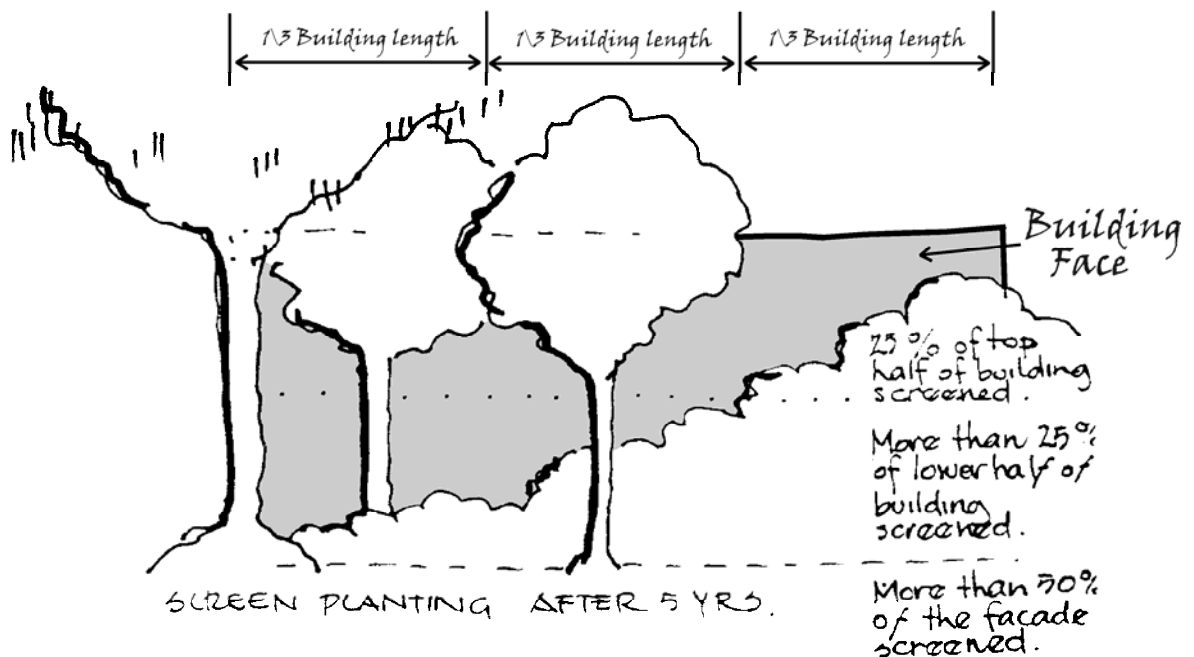 1\3 Building length
1\3 Building length
1\3 Building length
Building
Face
25% of top
half of building
screened.
More than 25%
of lower half of
building
screened.
More than 50%
of the facade
screened.
SCREEN PLANTING AFTER 5 YRS.